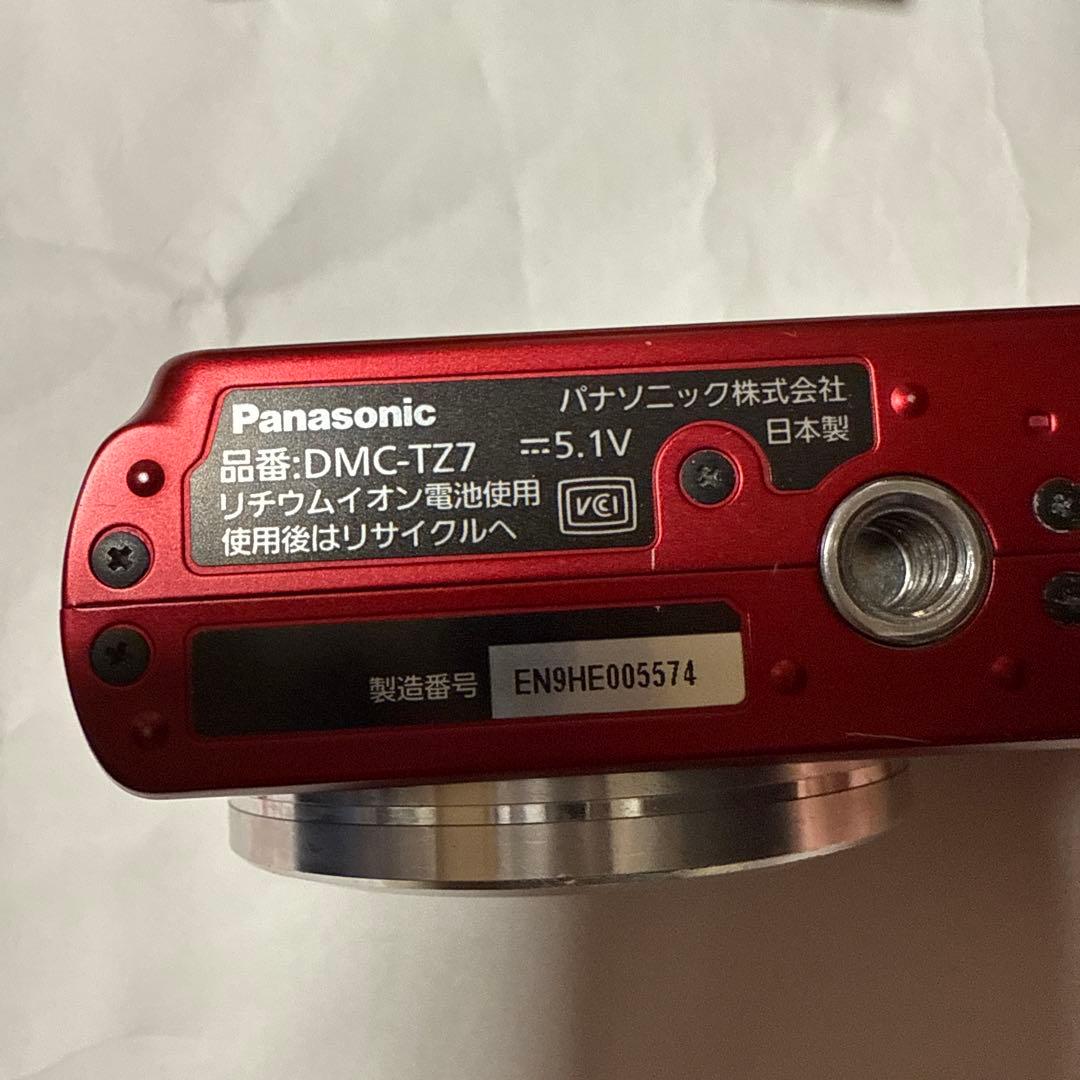 Panasonic
パナソニック株式会社
品番:DMC-TZ7 ⎓5.1V
日本製
リチウムイオン電池使用
使用後はリサイクルへ
VCI
製造番号 EN9HE005574